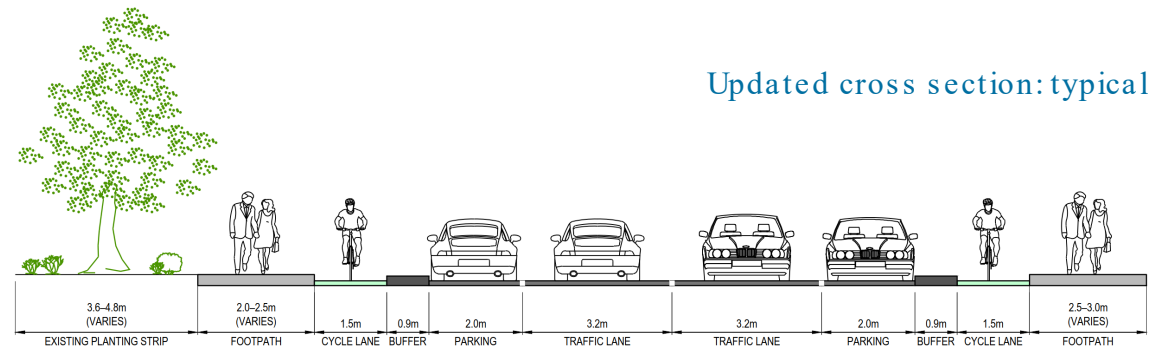 Updated cross section: typical
3.6–4.8m
(VARIES)
EXISTING PLANTING STRIP
2.0–2.5m
(VARIES)
FOOTPATH
1.5m
CYCLE LANE
0.9m
BUFFER
2.0m
PARKING
3.2m
TRAFFIC LANE
3.2m
TRAFFIC LANE
2.0m
PARKING
0.9m
BUFFER
1.5m
CYCLE LANE
2.5–3.0m
(VARIES)
FOOTPATH